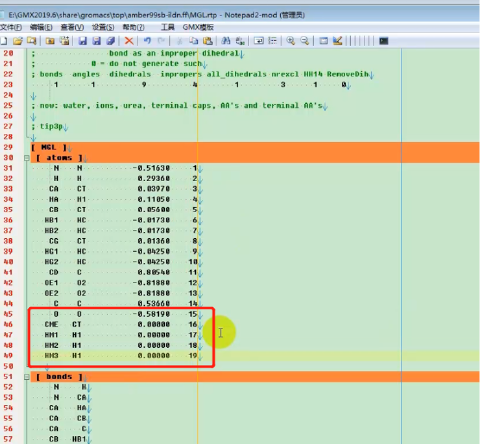 E:\GMX2019.6\share\gromacs\top\amber99sb-ildn.ff\MGL.rtp - Notepad2-mod (管理员)
文件(F) 编辑(E) 查看(V) 设置(S) 帮助(?) 工具 GMX模版
20 ; bond as an improper dihedral
21 ; 0 = do not generate such
22 ; bonds angles dihedrals impropers all_dihedrals nrexcl HH14 RemoveDih
23 1 1 9 4 1 3 1 0
24
25 ; now: water, ions, urea, terminal caps, AA's and terminal AA's
26
27 ; tip3p
28
29 [ MGL ]
30 [ atoms ]
31 N N -0.51630 1
32 H H 0.29360 2
33 CA CT 0.03970 3
34 HA H1 0.11050 4
35 CB CT 0.05600 5
36 HB1 HC -0.01730 6
37 HB2 HC -0.01730 7
38 CG CT 0.01360 8
39 HG1 HC -0.04250 9
40 HG2 HC -0.04250 10
41 CD C 0.80540 11
42 OE1 O2 -0.81880 12
43 OE2 O2 -0.81880 13
44 C C 0.53660 14
45 O O -0.58190 15
46 CME CT 0.00000 16
47 HM1 H1 0.00000 17
48 HM2 H1 0.00000 18
49 HM3 H1 0.00000 19
50
51 [ bonds ]
52 N H
53 N CA
54 CA HA
55 CA CB
56 CA C
57 CB HB1